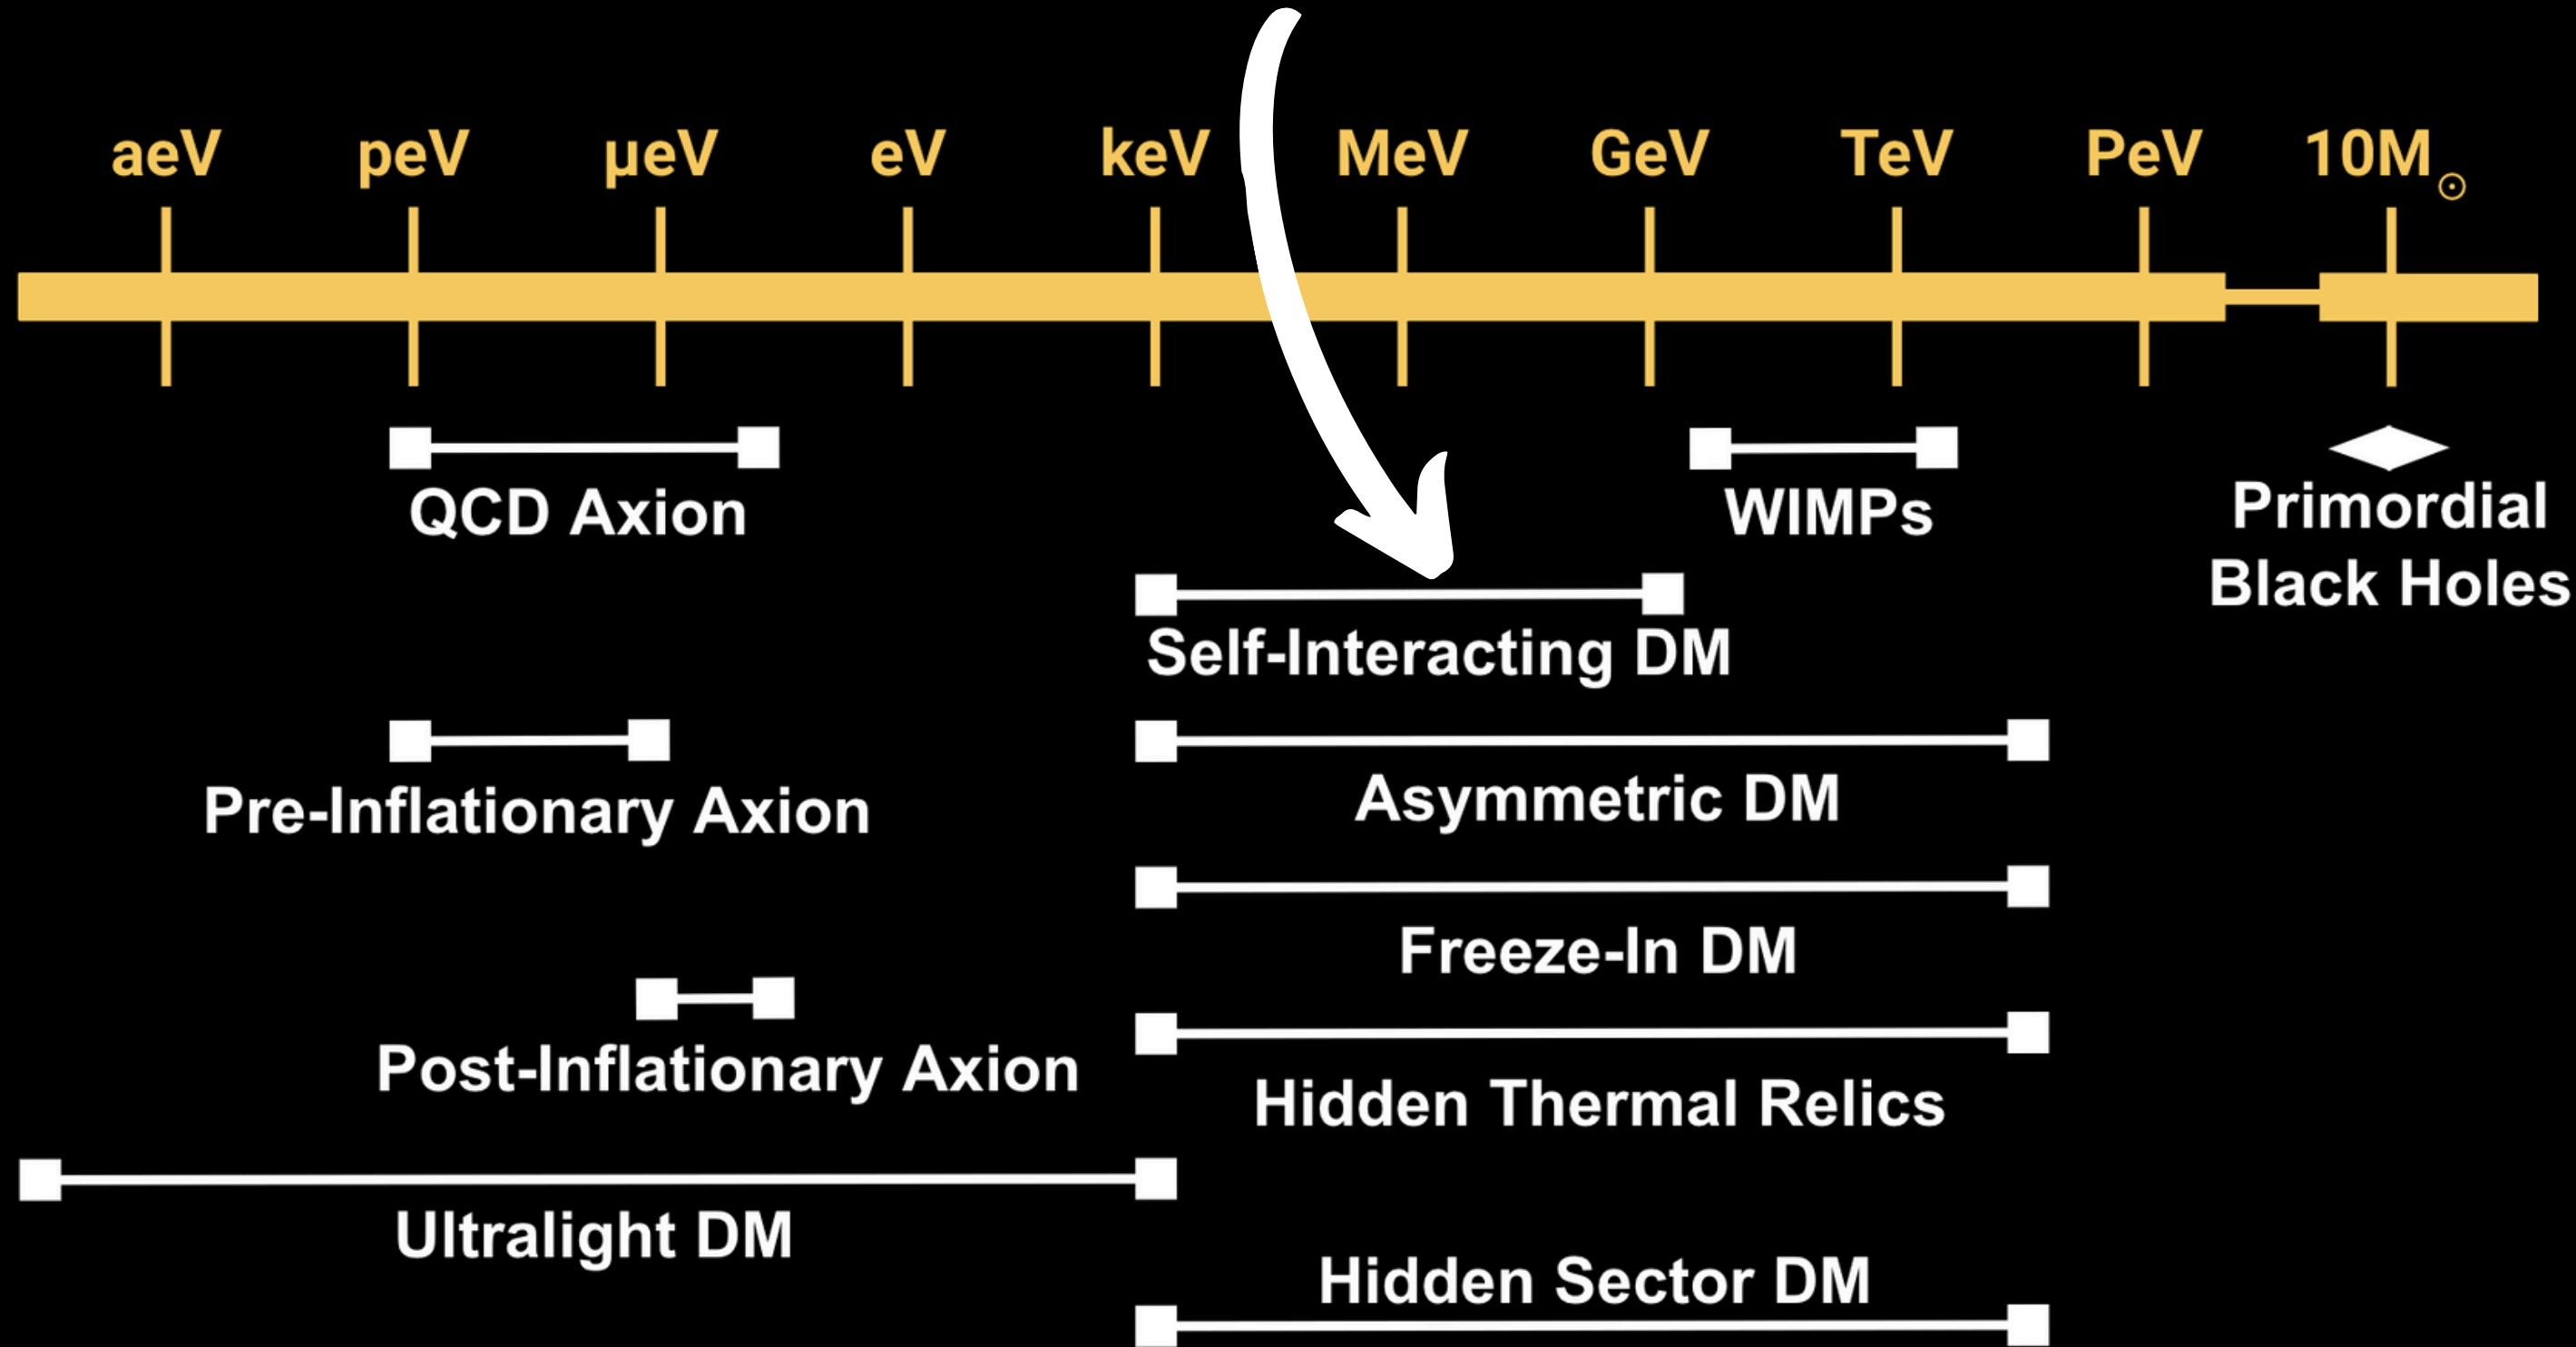 aeV peV µeV eV keV MeV GeV TeV PeV 10M☉
QCD Axion
WIMPs
Primordial
Black Holes
Self-Interacting DM
Pre-Inflationary Axion
Asymmetric DM
Freeze-In DM
Post-Inflationary Axion
Hidden Thermal Relics
Ultralight DM
Hidden Sector DM